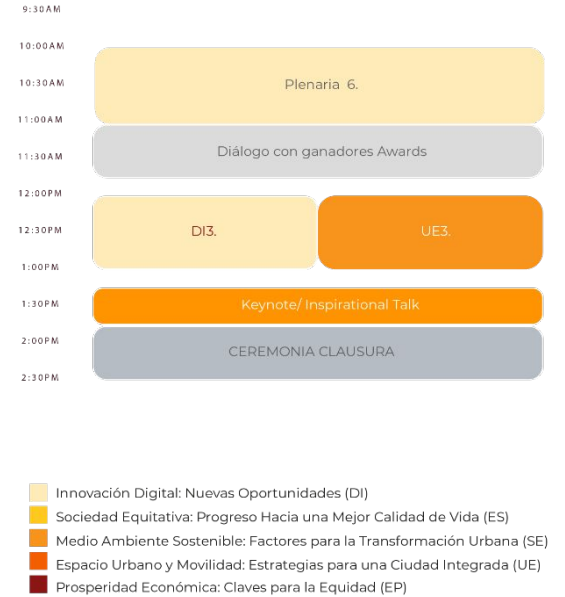 9:30AM
10:00AM
10:30AM
Plenaria 6.
11:00AM
11:30AM
Diálogo con ganadores Awards
12:00PM
12:30PM
DI3.
UE3.
1:00PM
1:30PM
Keynote/ Inspirational Talk
2:00PM
CEREMONIA CLAUSURA
2:30PM
Innovación Digital: Nuevas Oportunidades (DI)
Sociedad Equitativa: Progreso Hacia una Mejor Calidad de Vida (ES)
Medio Ambiente Sostenible: Factores para la Transformación Urbana (SE)
Espacio Urbano y Movilidad: Estrategias para una Ciudad Integrada (UE)
Prosperidad Económica: Claves para la Equidad (EP)